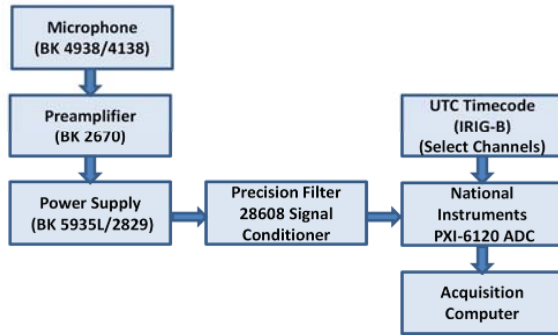 Microphone
(BK 4938/4138)
Preamplifier
(BK 2670)
Power Supply
(BK 5935L/2829)
Precision Filter
28608 Signal
Conditioner
UTC Timecode
(IRIG-B)
(Select Channels)
National
Instruments
PXI-6120 ADC
Acquisition
Computer